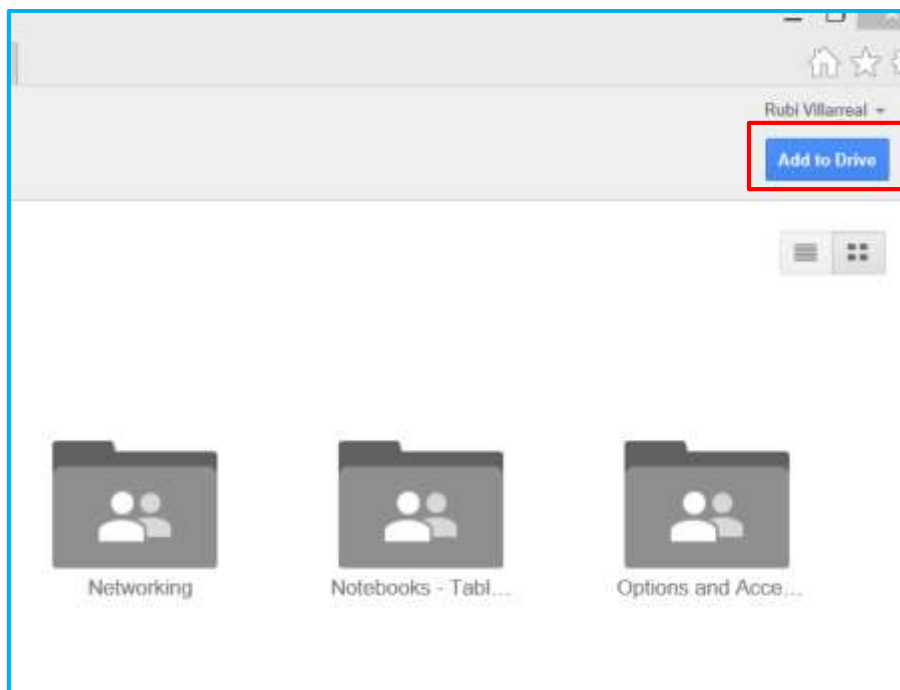 Rubi Villarreal
Add to Drive
Networking
Notebooks - Tabl...
Options and Acce...